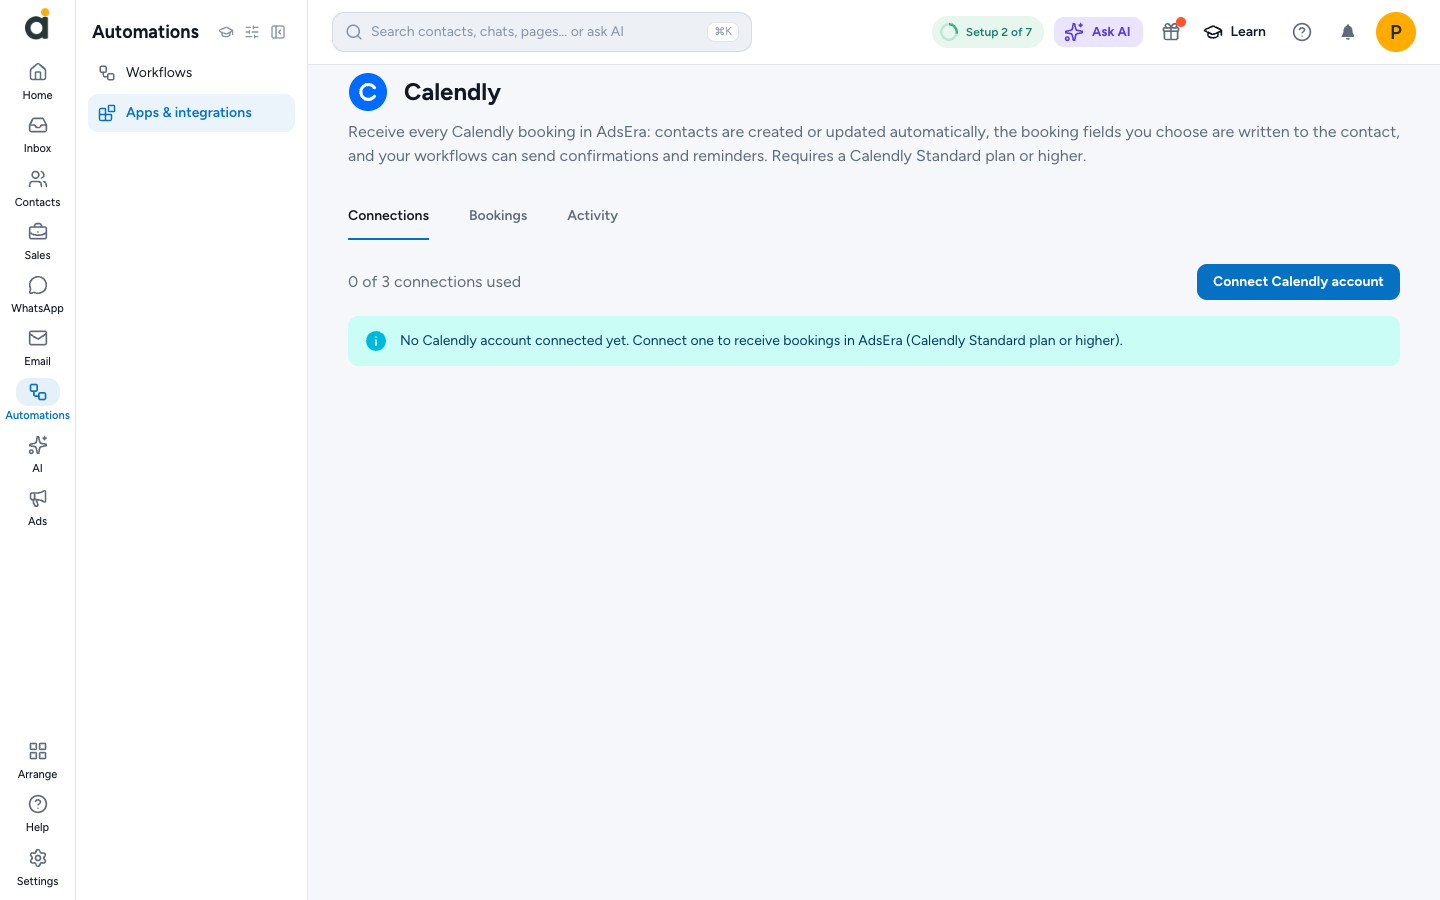 Automations
Search contacts, chats, pages... or ask AI
⌘K
Setup 2 of 7
Ask AI
Learn
P
Home
Inbox
Contacts
Sales
WhatsApp
Email
Automations
AI
Ads
Arrange
Help
Settings
Workflows
Apps & integrations
C
Calendly
Receive every Calendly booking in AdsEra: contacts are created or updated automatically, the booking fields you choose are written to the contact,
and your workflows can send confirmations and reminders. Requires a Calendly Standard plan or higher.
Connections
Bookings
Activity
0 of 3 connections used
Connect Calendly account
No Calendly account connected yet. Connect one to receive bookings in AdsEra (Calendly Standard plan or higher).